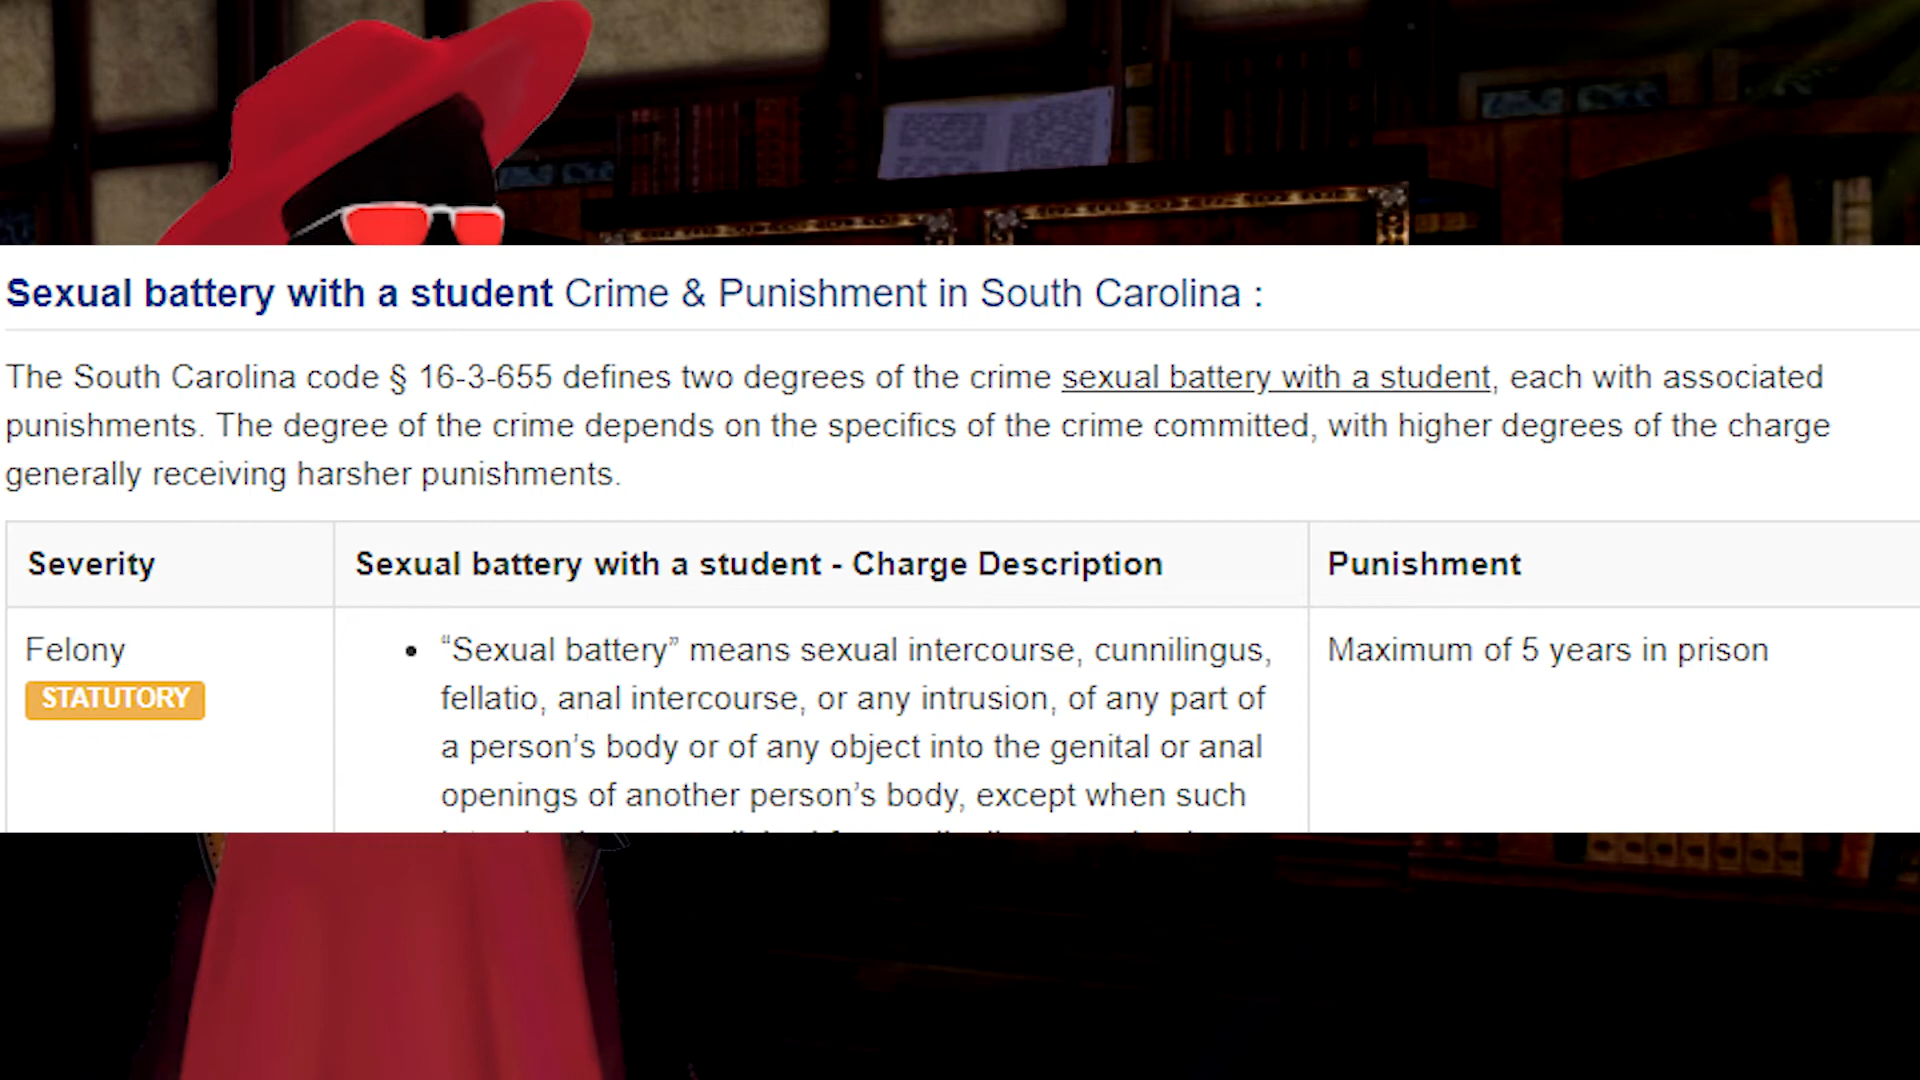 Sexual battery with a student Crime & Punishment in South Carolina :
The South Carolina code § 16-3-655 defines two degrees of the crime sexual battery with a student, each with associated
punishments. The degree of the crime depends on the specifics of the crime committed, with higher degrees of the charge
generally receiving harsher punishments.
Severity
Sexual battery with a student - Charge Description
Punishment
Felony
STATUTORY
• “Sexual battery” means sexual intercourse, cunnilingus,
fellatio, anal intercourse, or any intrusion, of any part of
a person’s body or of any object into the genital or anal
openings of another person’s body, except when such
Maximum of 5 years in prison